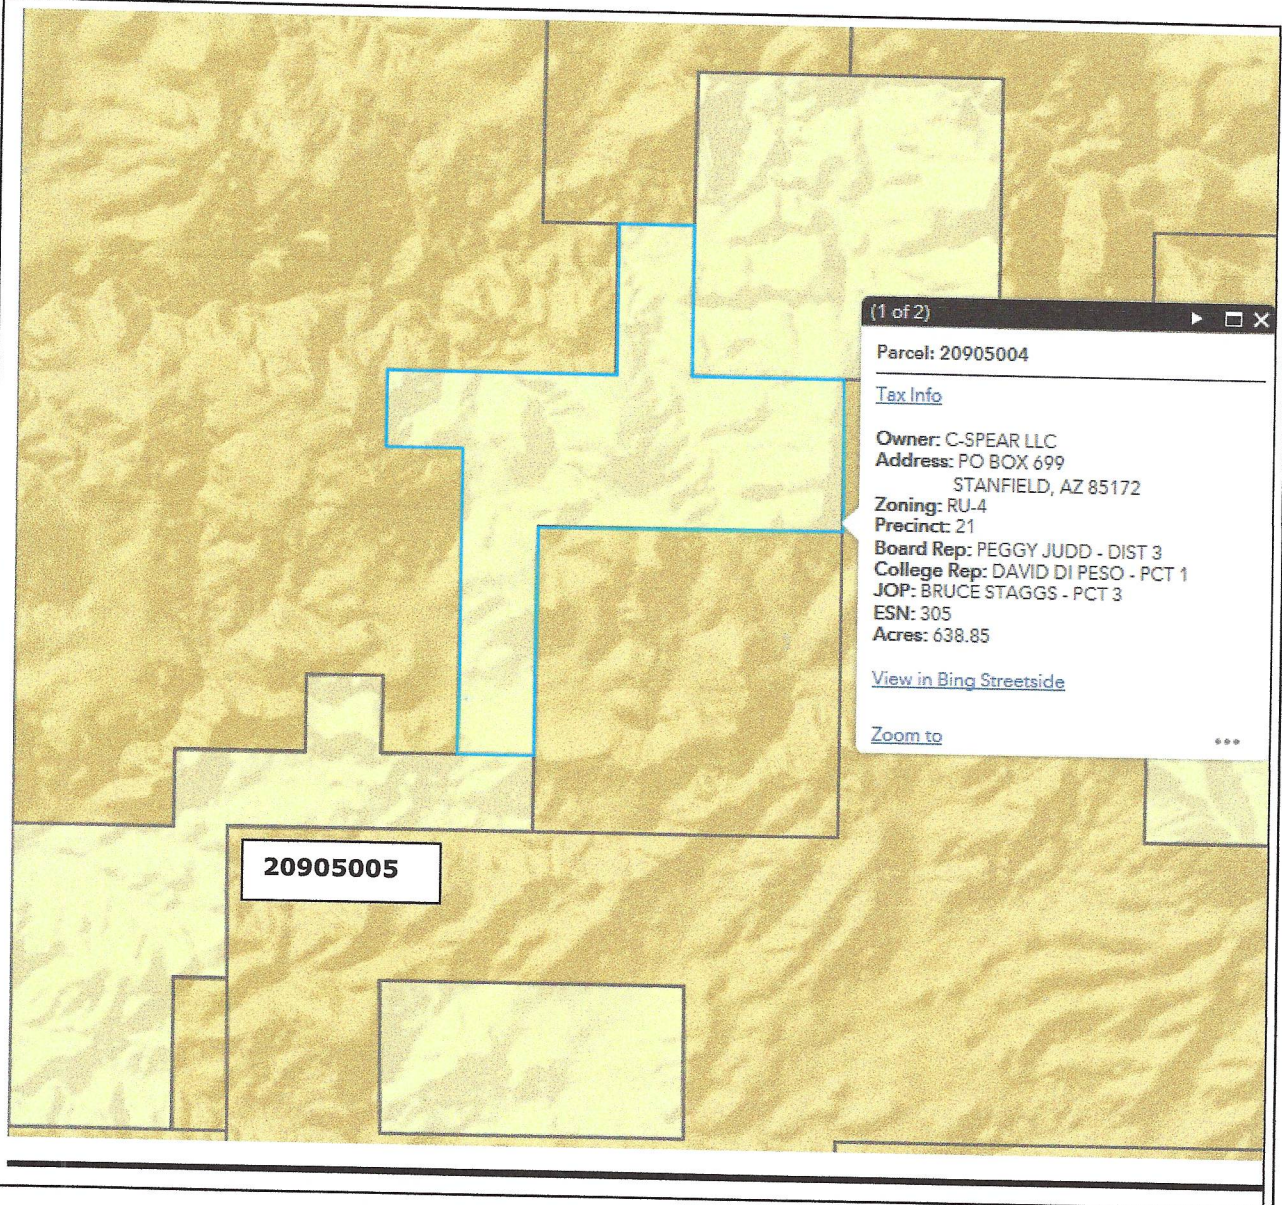 (1 of 2)
Parcel: 20905004
Tax Info
Owner: C-SPEAR LLC
Address: PO BOX 699
STANFIELD, AZ 85172
Zoning: RU-4
Precinct: 21
Board Rep: PEGGY JUDD - DIST 3
College Rep: DAVID DI PESO - PCT 1
JOP: BRUCE STAGGS - PCT 3
ESN: 305
Acres: 638.85
View in Bing Streetside
Zoom to
20905005